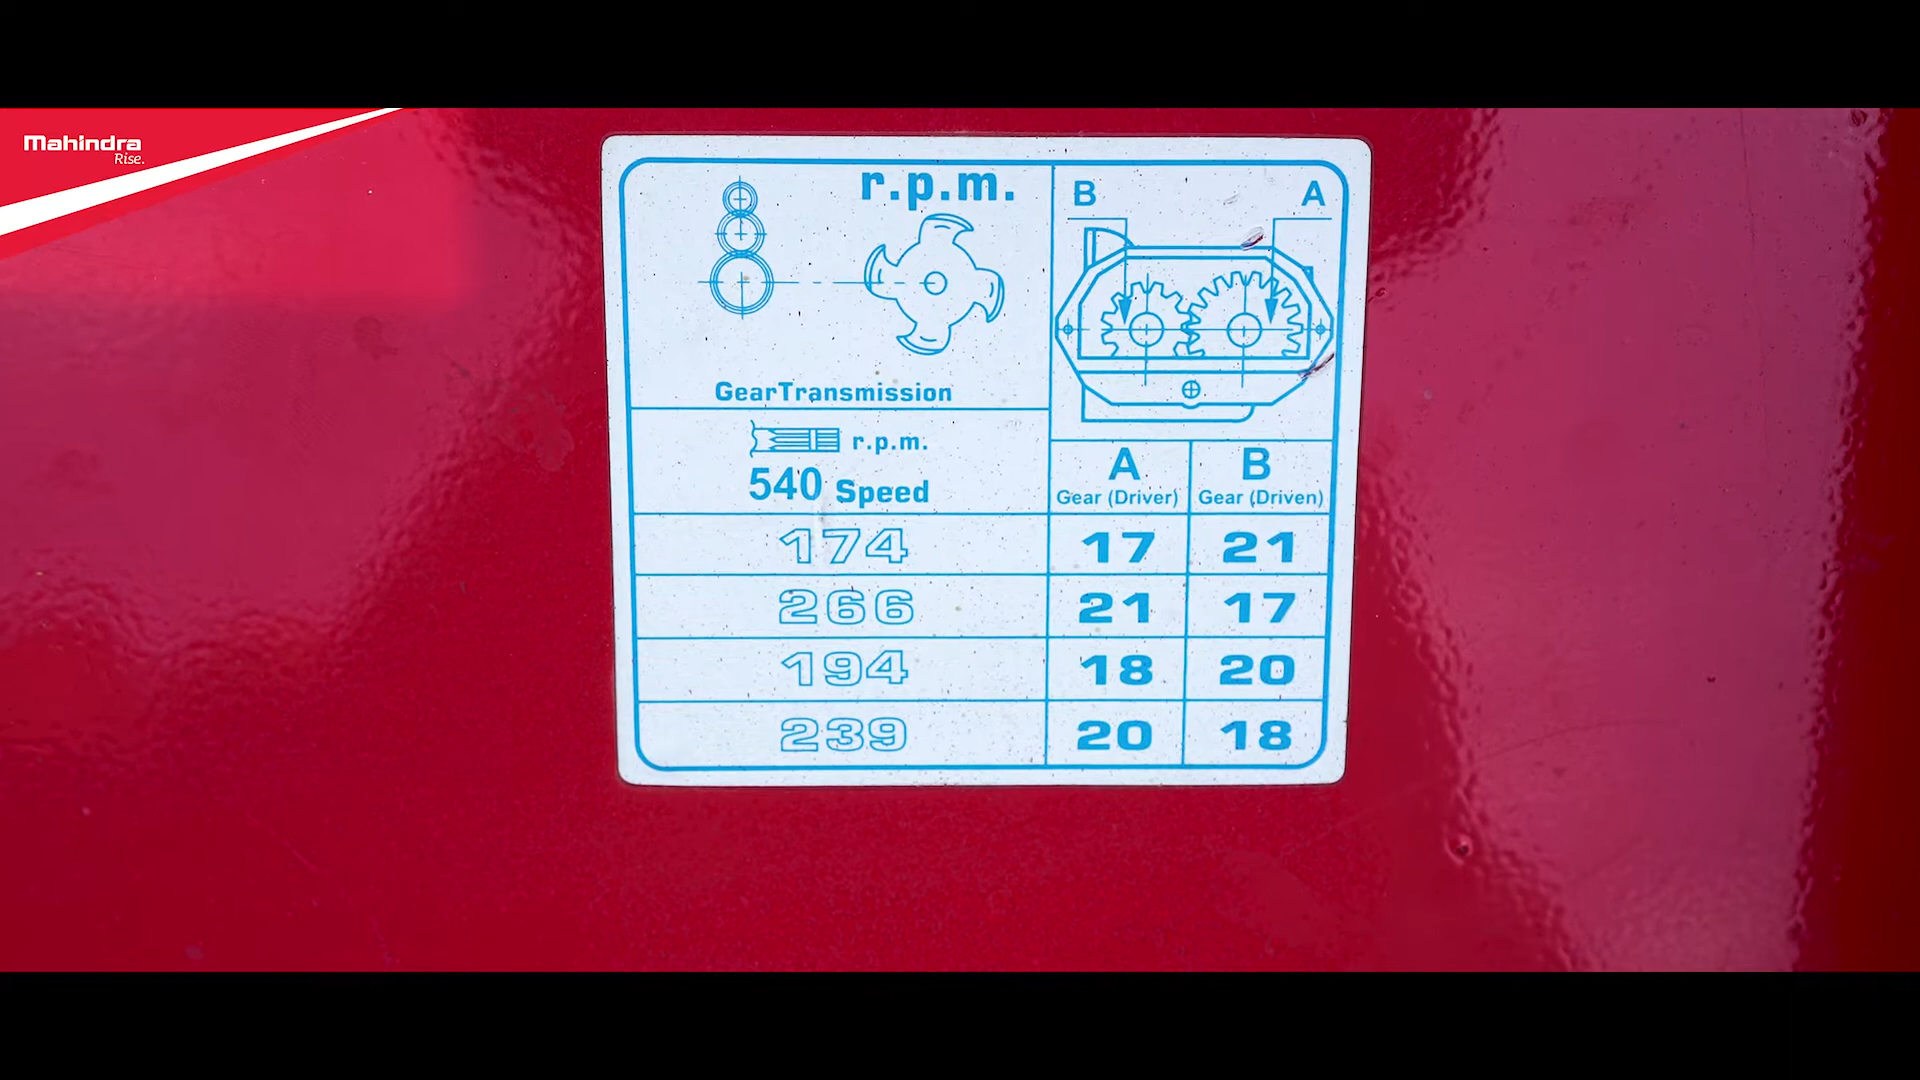 Mahindra
Rise.
r.p.m.
GearTransmission
B A
r.p.m.
540 Speed
A B
Gear (Driver) Gear (Driven)
174 17 21
266 21 17
194 18 20
239 20 18